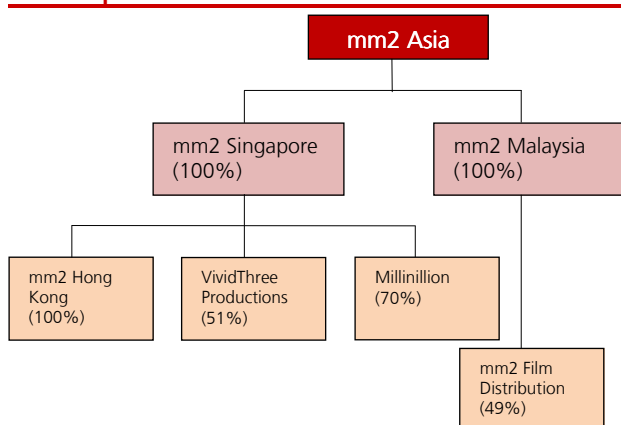 mm2 Asia
mm2 Singapore
(100%)
mm2 Malaysia
(100%)
mm2 Hong
Kong
(100%)
VividThree
Productions
(51%)
Millinillion
(70%)
mm2 Film
Distribution
(49%)